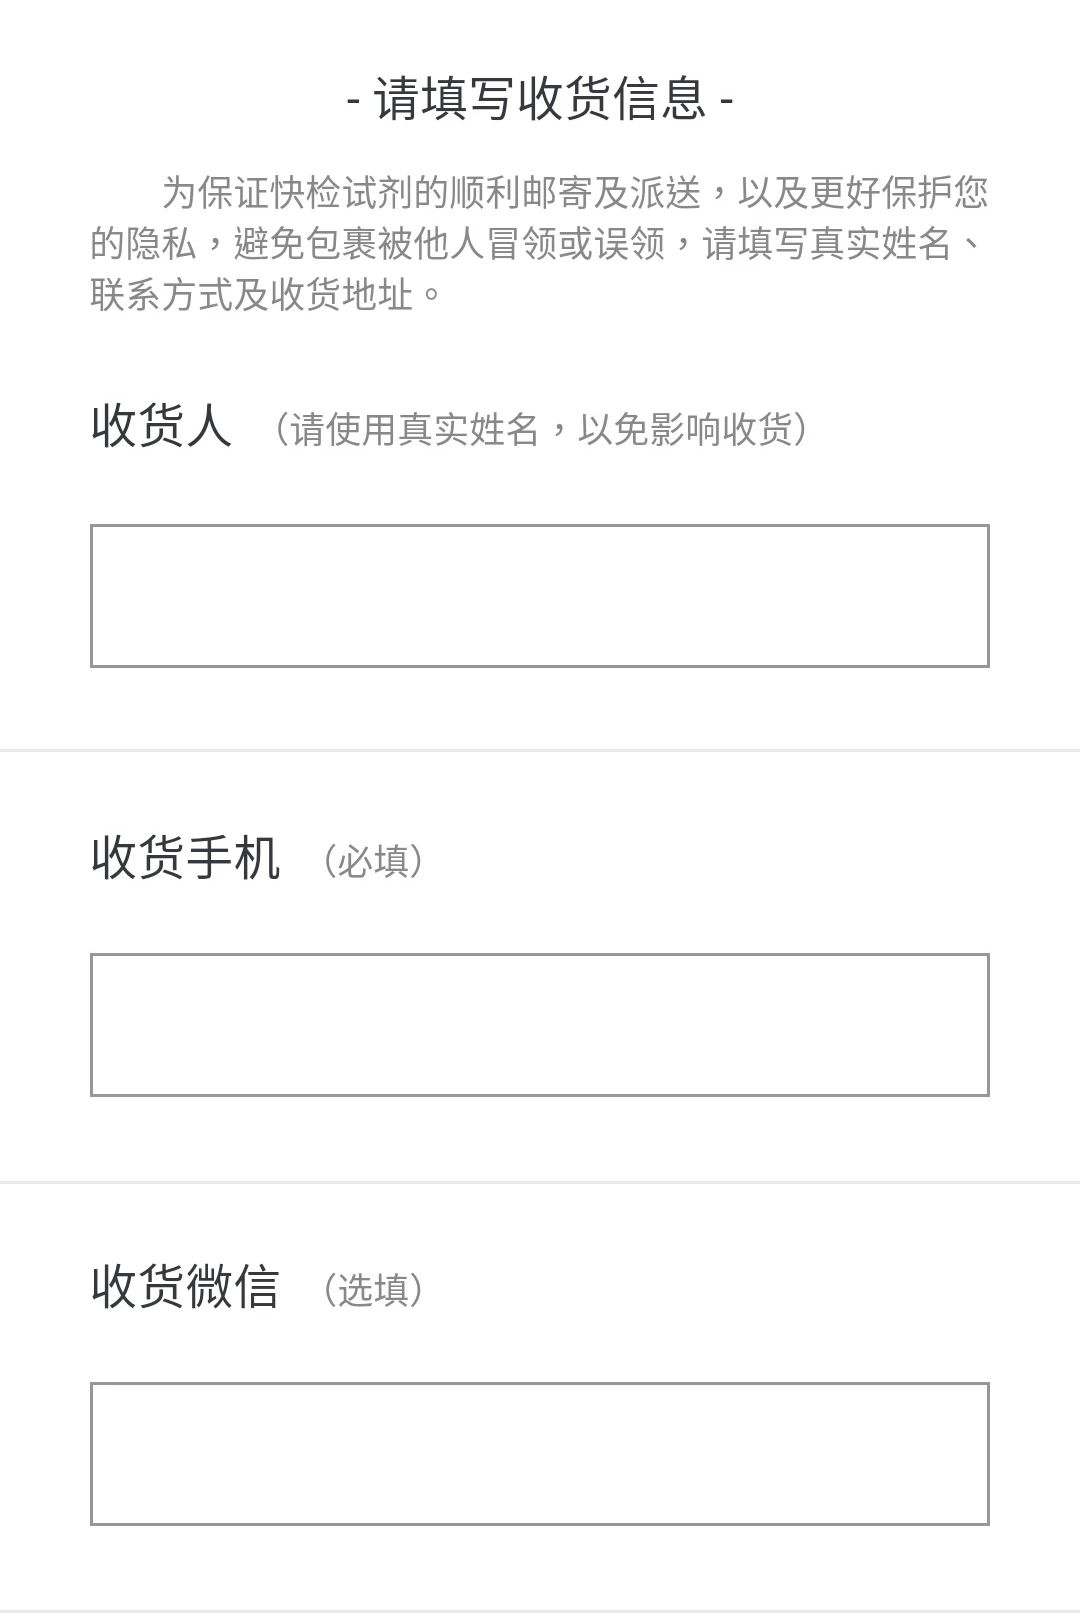 - 请填写收货信息 -
为保证快检试剂的顺利邮寄及派送，以及更好保护您
的隐私，避免包裹被他人冒领或误领，请填写真实姓名、
联系方式及收货地址。
收货人 （请使用真实姓名，以免影响收货）
收货手机 （必填）
收货微信 （选填）